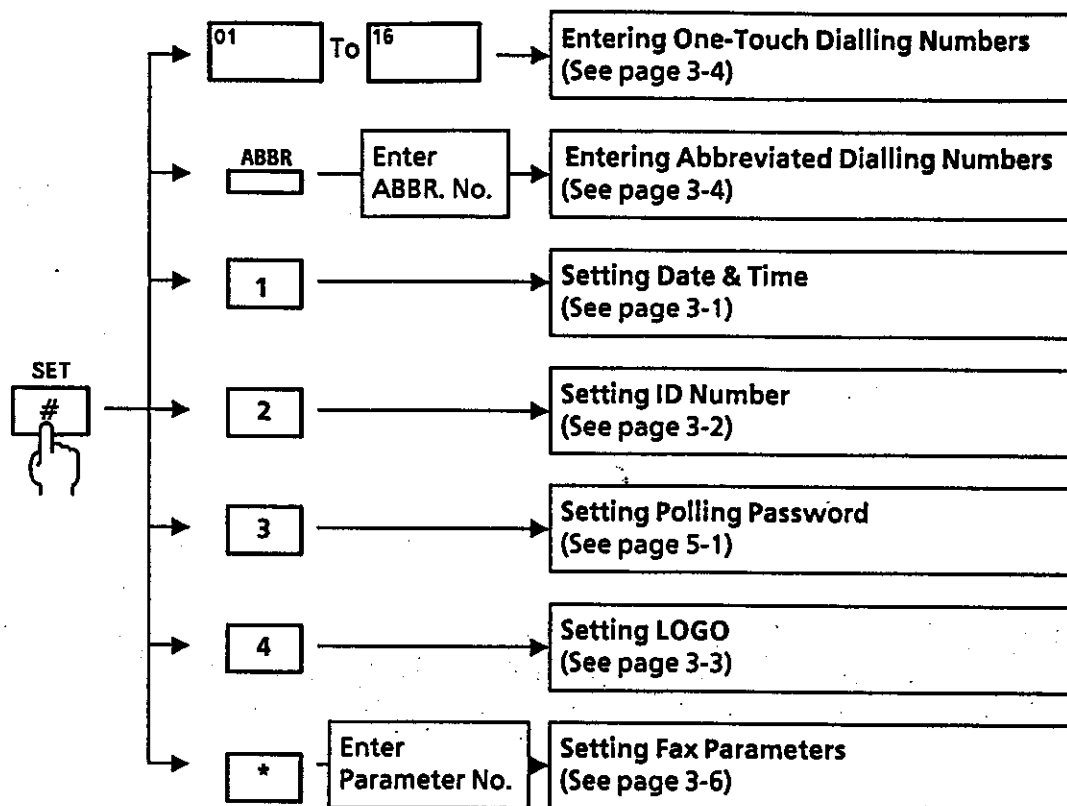 01 To 16
Entering One-Touch Dialling Numbers
(See page 3-4)
ABBR
Enter
ABBR. No.
Entering Abbreviated Dialling Numbers
(See page 3-4)
1
Setting Date & Time
(See page 3-1)
SET
#
2
Setting ID Number
(See page 3-2)
3
Setting Polling Password
(See page 5-1)
4
Setting LOGO
(See page 3-3)
*
Enter
Parameter No.
Setting Fax Parameters
(See page 3-6)